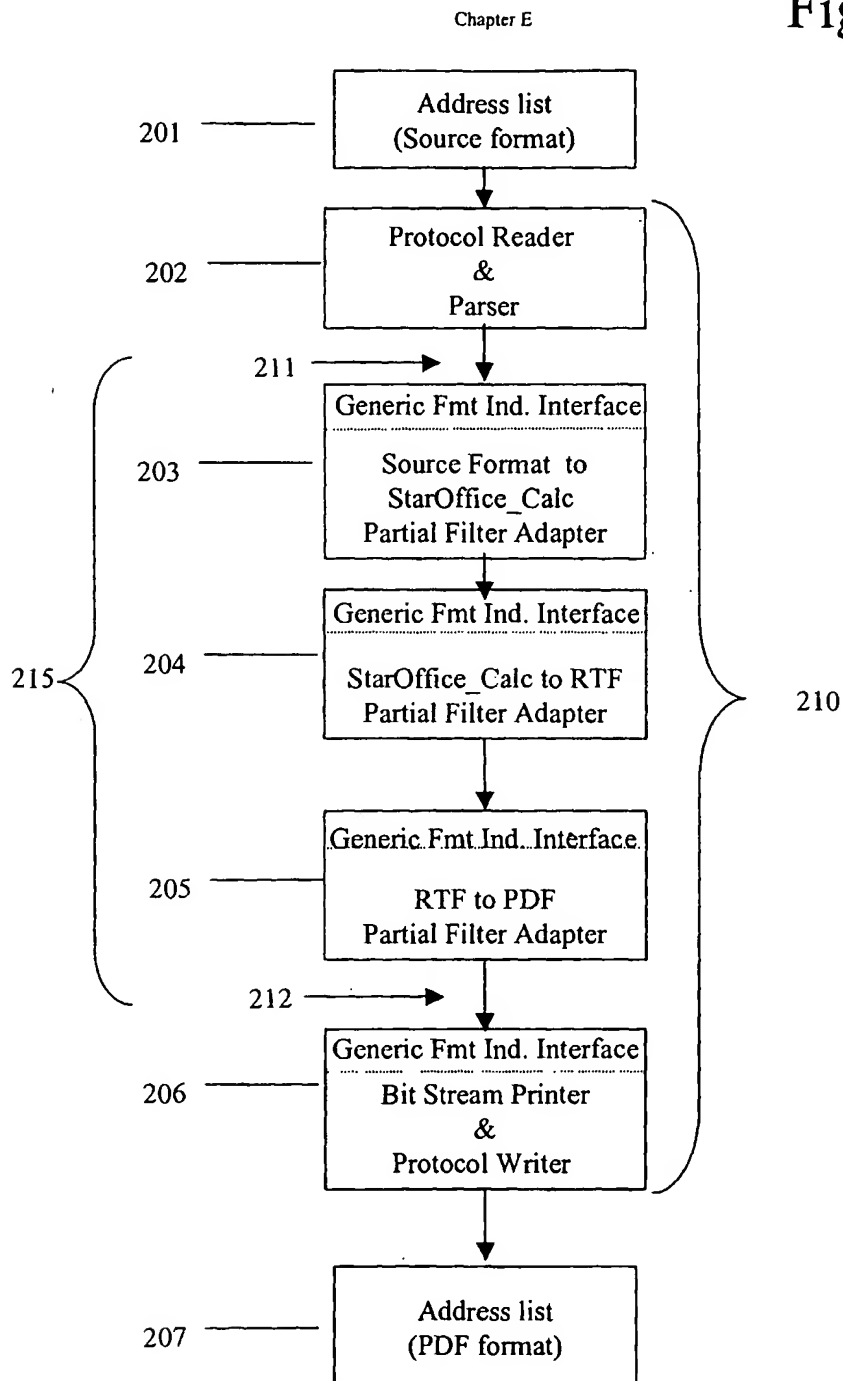 Chapter E
Fig
Address list
(Source format)
201
Protocol Reader
&
Parser
202
211
Generic Fmt Ind. Interface
Source Format to
StarOffice_Calc
Partial Filter Adapter
203
Generic Fmt Ind. Interface
StarOffice_Calc to RTF
Partial Filter Adapter
204
215
210
Generic Fmt Ind. Interface
RTF to PDF
Partial Filter Adapter
205
212
Generic Fmt Ind. Interface
Bit Stream Printer
&
Protocol Writer
206
Address list
(PDF format)
207